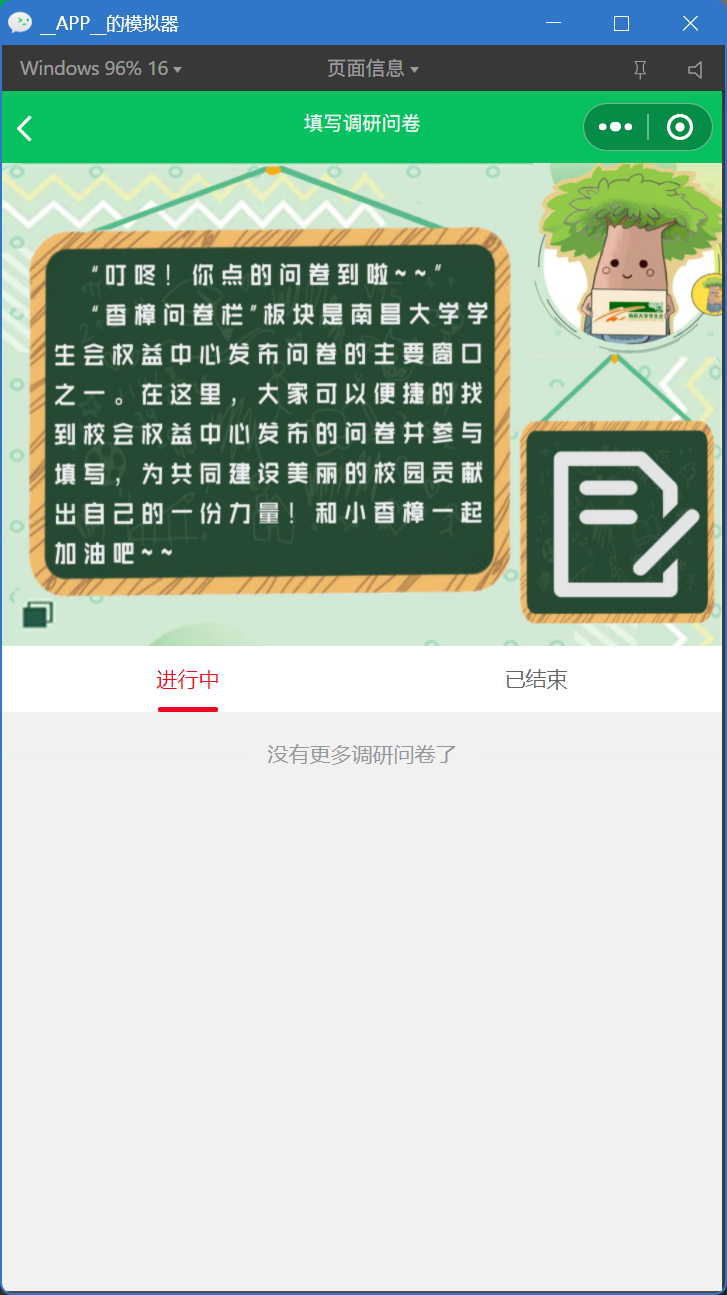 __APP__的模拟器
Windows 96% 16
页面信息
填写调研问卷
“叮咚！你点的问卷到啦~~”
“香樟问卷栏”板块是南昌大学学
生会权益中心发布问卷的主要窗口
之一。在这里，大家可以便捷的找
到校会权益中心发布的问卷并参与
填写，为共同建设美丽的校园贡献
出自己的一份力量！和小香樟一起
加油吧~~
进行中
已结束
没有更多调研问卷了